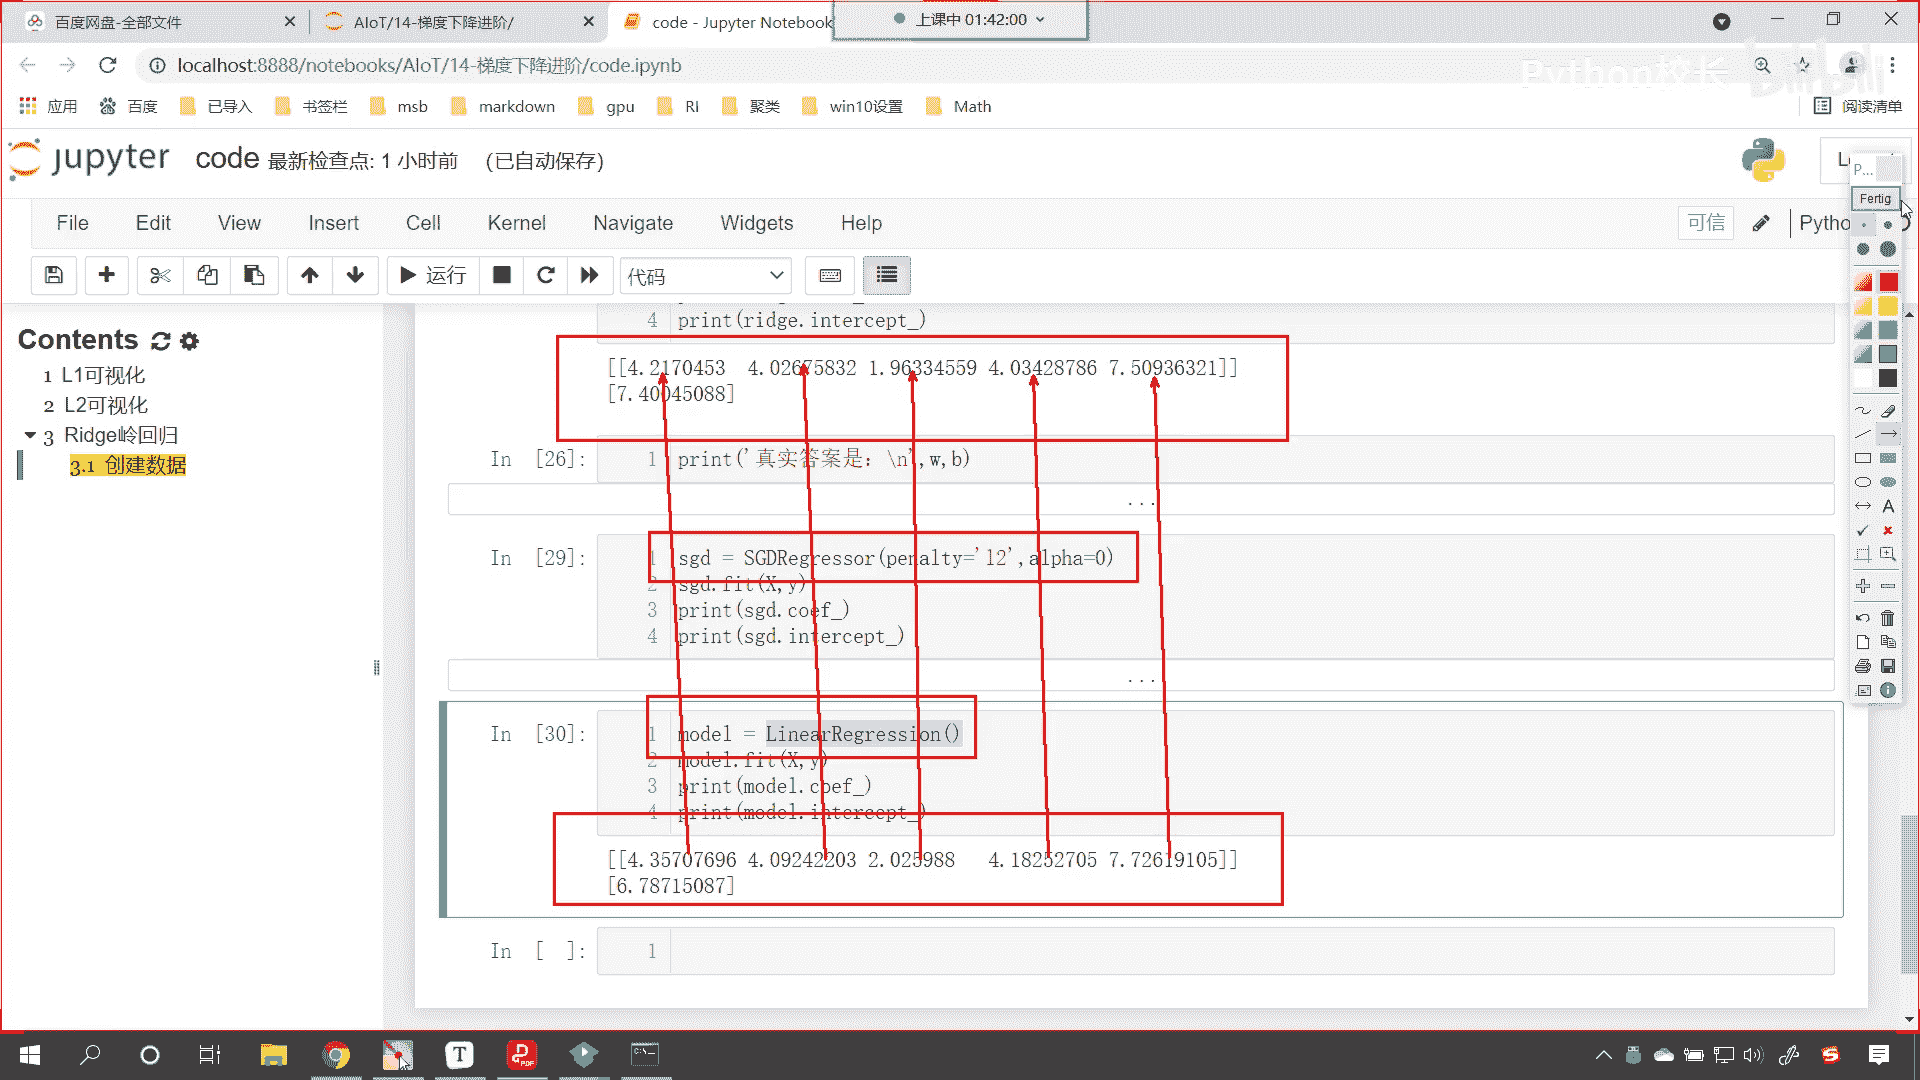 百度网盘-全部文件
AIoT/14-梯度下降进阶/
code - Jupyter Notebook
上课中 01:42:00
localhost:8888/notebooks/AIoT/14-梯度下降进阶/code.ipynb
Python校长
bilibili
应用
百度
已导入
书签栏
msb
markdown
gpu
RI
聚类
win10设置
Math
阅读清单
jupyter
code 最新检查点: 1 小时前 (已自动保存)
P...
Fertig
File
Edit
View
Insert
Cell
Kernel
Navigate
Widgets
Help
可信
Pytho
运行
代码
Contents
1 L1可视化
2 L2可视化
3 Ridge岭回归
3.1 创建数据
4 print(ridge.intercept_)
[[4.2170453 4.02675832 1.96334559 4.03428786 7.50936321]]
[7.40045088]
In [26]: 1 print('真实答案是：\n',w,b)
...
In [29]: 1 sgd = SGDRegressor(penalty='l2',alpha=0)
2 sgd.fit(X,y)
3 print(sgd.coef_)
4 print(sgd.intercept_)
...
In [30]: 1 model = LinearRegression()
2 model.fit(X,y)
3 print(model.coef_)
4 print(model.intercept_)
[[4.35707696 4.09242203 2.025988 4.18252705 7.72619105]]
[6.78715087]
In [ ]: 1